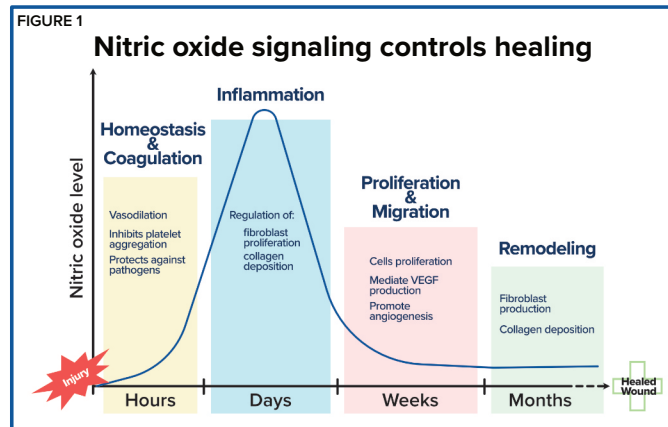 FIGURE 1
Nitric oxide signaling controls healing
Nitric oxide level
Homeostasis
&
Coagulation
Vasodilation
Inhibits platelet
aggregation
Protects against
pathogens
Inflammation
Regulation of:
fibroblast
proliferation
collagen
deposition
Proliferation
&
Migration
Cells proliferation
Mediate VEGF
production
Promote
angiogenesis
Remodeling
Fibroblast
production
Collagen deposition
Injury
Hours
Days
Weeks
Months
Healed
Wound